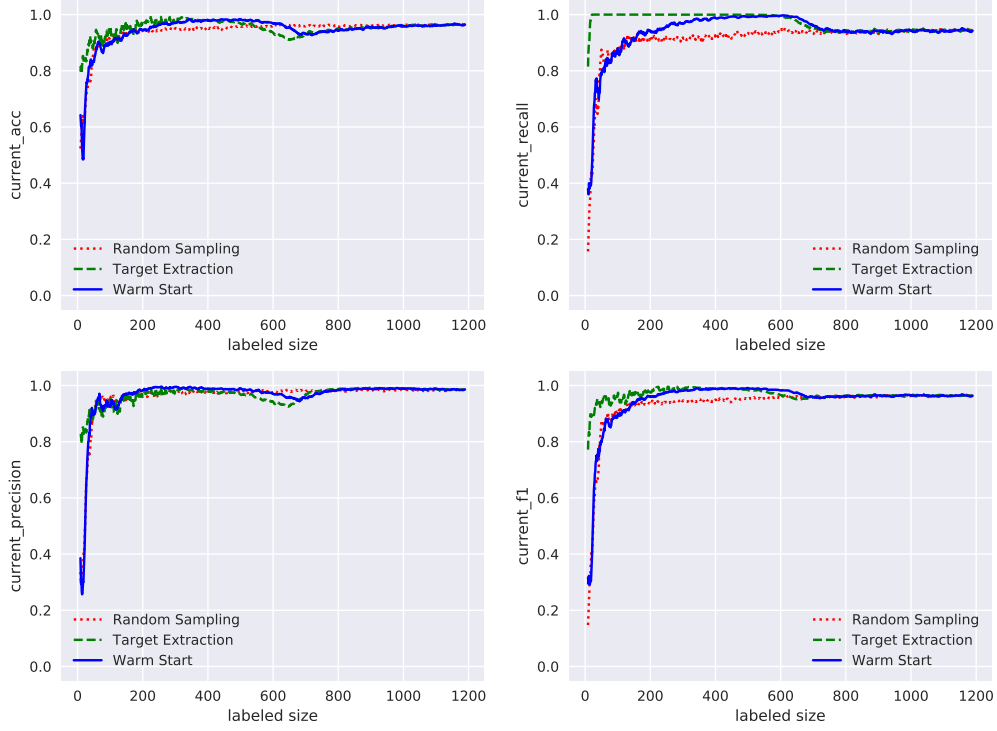 1.0
0.8
0.6
0.4
0.2
0.0
current_acc
Random Sampling
Target Extraction
Warm Start
0 200 400 600 800 1000 1200
labeled size
1.0
0.8
0.6
0.4
0.2
0.0
current_recall
Random Sampling
Target Extraction
Warm Start
0 200 400 600 800 1000 1200
labeled size
1.0
0.8
0.6
0.4
0.2
0.0
current_precision
Random Sampling
Target Extraction
Warm Start
0 200 400 600 800 1000 1200
labeled size
1.0
0.8
0.6
0.4
0.2
0.0
current_f1
Random Sampling
Target Extraction
Warm Start
0 200 400 600 800 1000 1200
labeled size